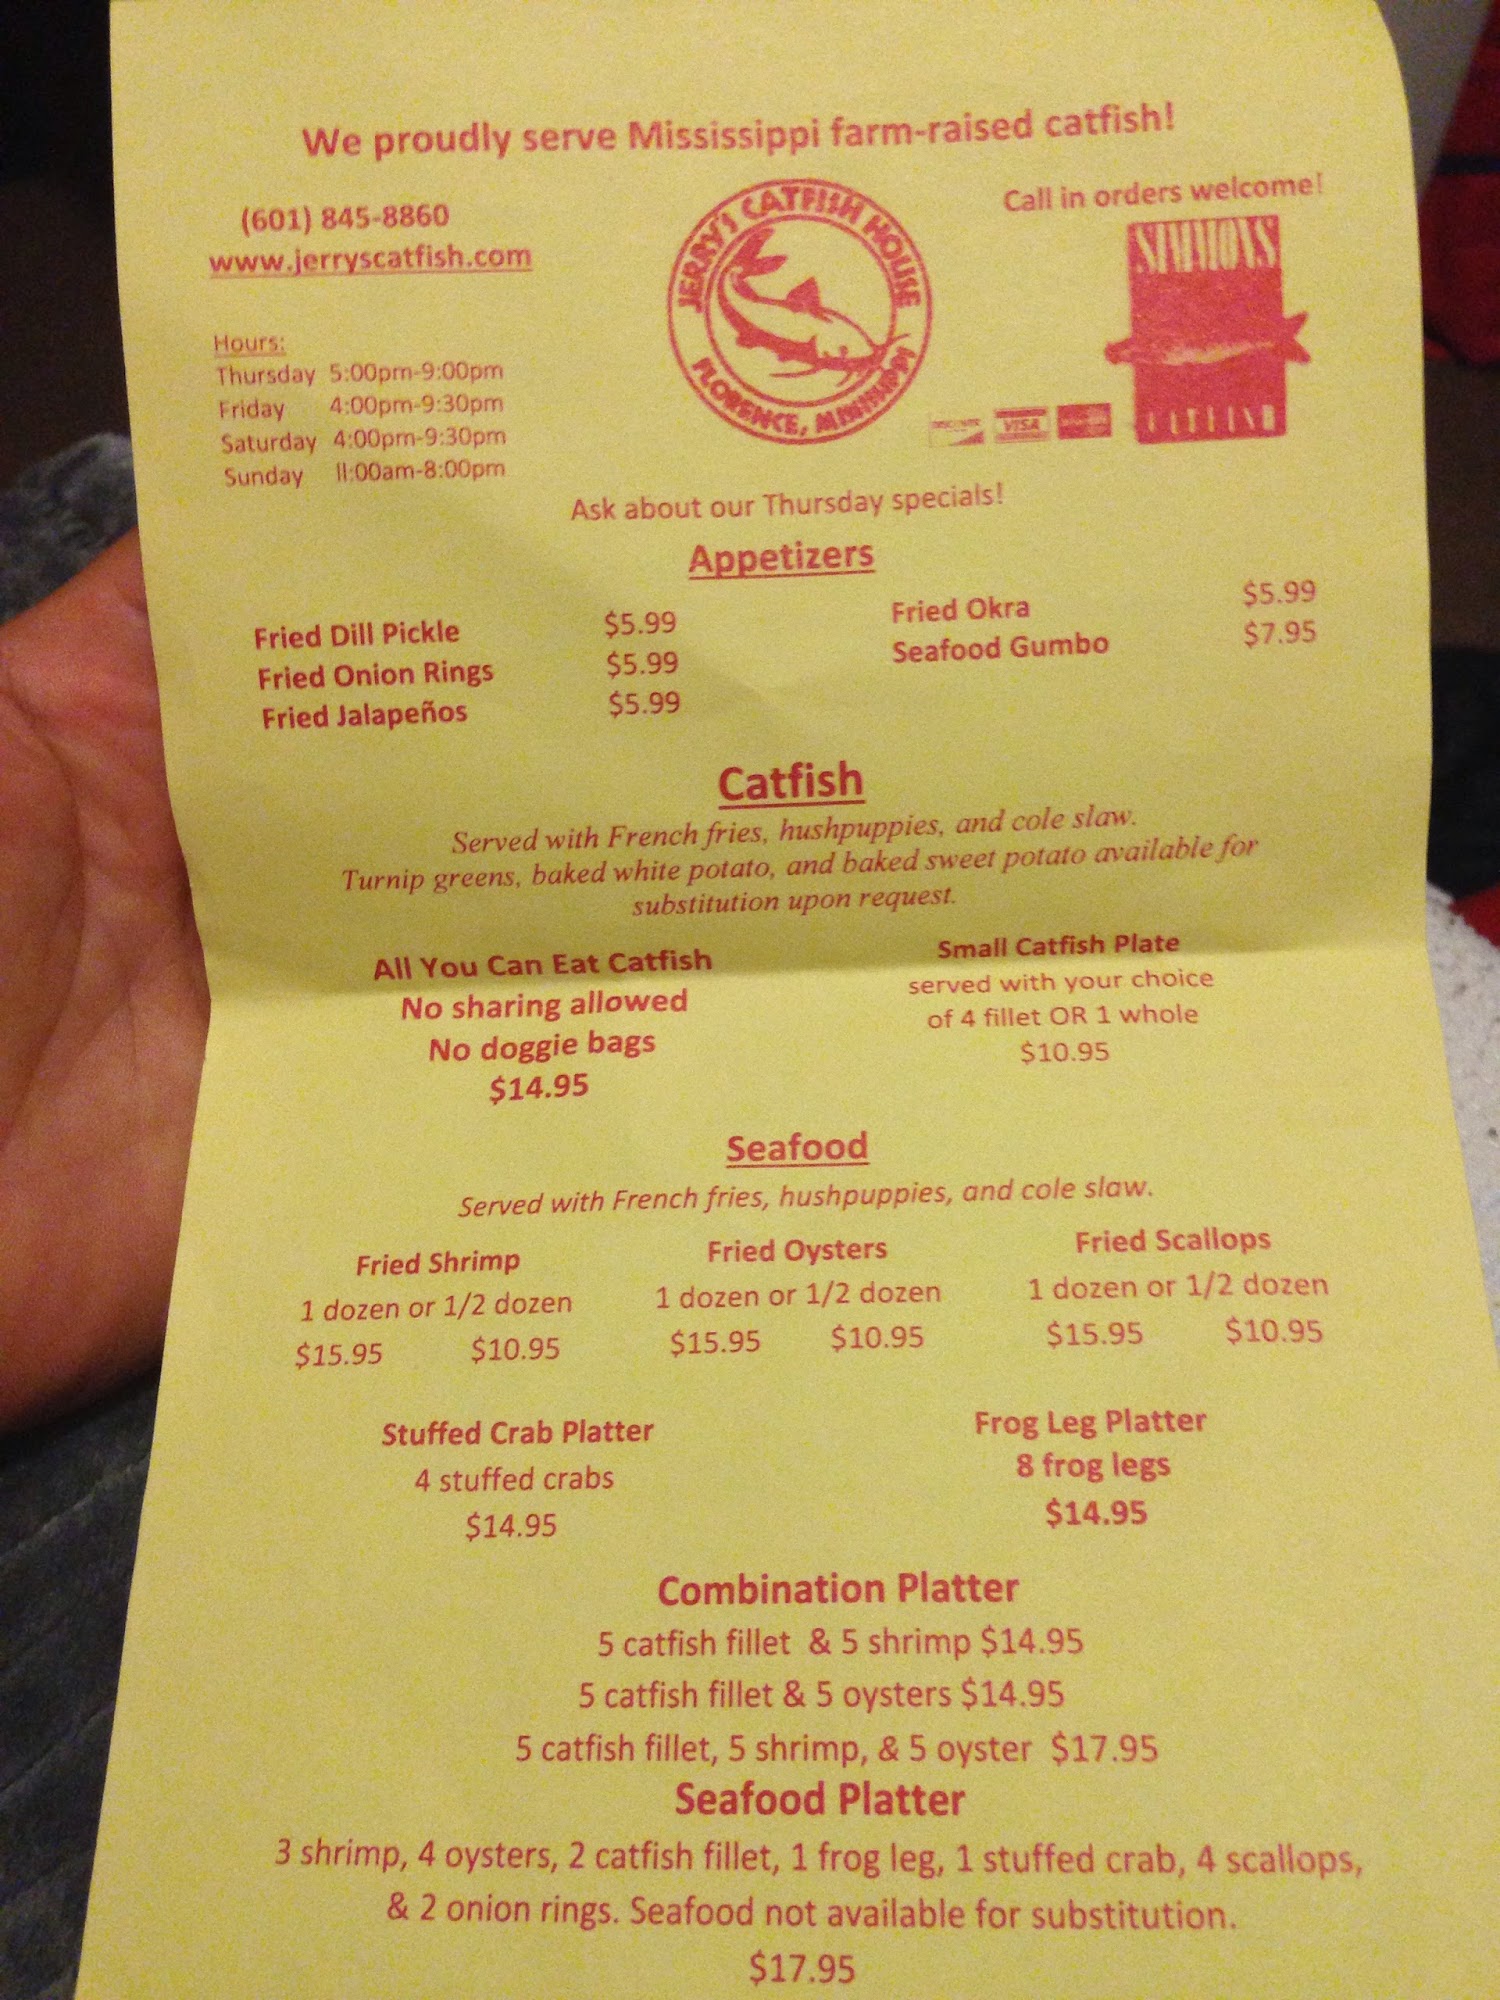 We proudly serve Mississippi farm-raised catfish!
(601) 845-8860
www.jerryscatfish.com
Call in orders welcome!
JERRY'S CATFISH HOUSE
FLORENCE, MISSISSIPPI
SIMMONS
CATFISH
VISA
Hours:
Thursday 5:00pm-9:00pm
Friday 4:00pm-9:30pm
Saturday 4:00pm-9:30pm
Sunday 11:00am-8:00pm
Ask about our Thursday specials!
Appetizers
Fried Dill Pickle $5.99
Fried Onion Rings $5.99
Fried Jalapeños $5.99
Fried Okra $5.99
Seafood Gumbo $7.95
Catfish
Served with French fries, hushpuppies, and cole slaw.
Turnip greens, baked white potato, and baked sweet potato available for
substitution upon request.
All You Can Eat Catfish
No sharing allowed
No doggie bags
$14.95
Small Catfish Plate
served with your choice
of 4 fillet OR 1 whole
$10.95
Seafood
Served with French fries, hushpuppies, and cole slaw.
Fried Shrimp
1 dozen or 1/2 dozen
$15.95 $10.95
Fried Oysters
1 dozen or 1/2 dozen
$15.95 $10.95
Fried Scallops
1 dozen or 1/2 dozen
$15.95 $10.95
Stuffed Crab Platter
4 stuffed crabs
$14.95
Frog Leg Platter
8 frog legs
$14.95
Combination Platter
5 catfish fillet & 5 shrimp $14.95
5 catfish fillet & 5 oysters $14.95
5 catfish fillet, 5 shrimp, & 5 oyster $17.95
Seafood Platter
3 shrimp, 4 oysters, 2 catfish fillet, 1 frog leg, 1 stuffed crab, 4 scallops,
& 2 onion rings. Seafood not available for substitution.
$17.95